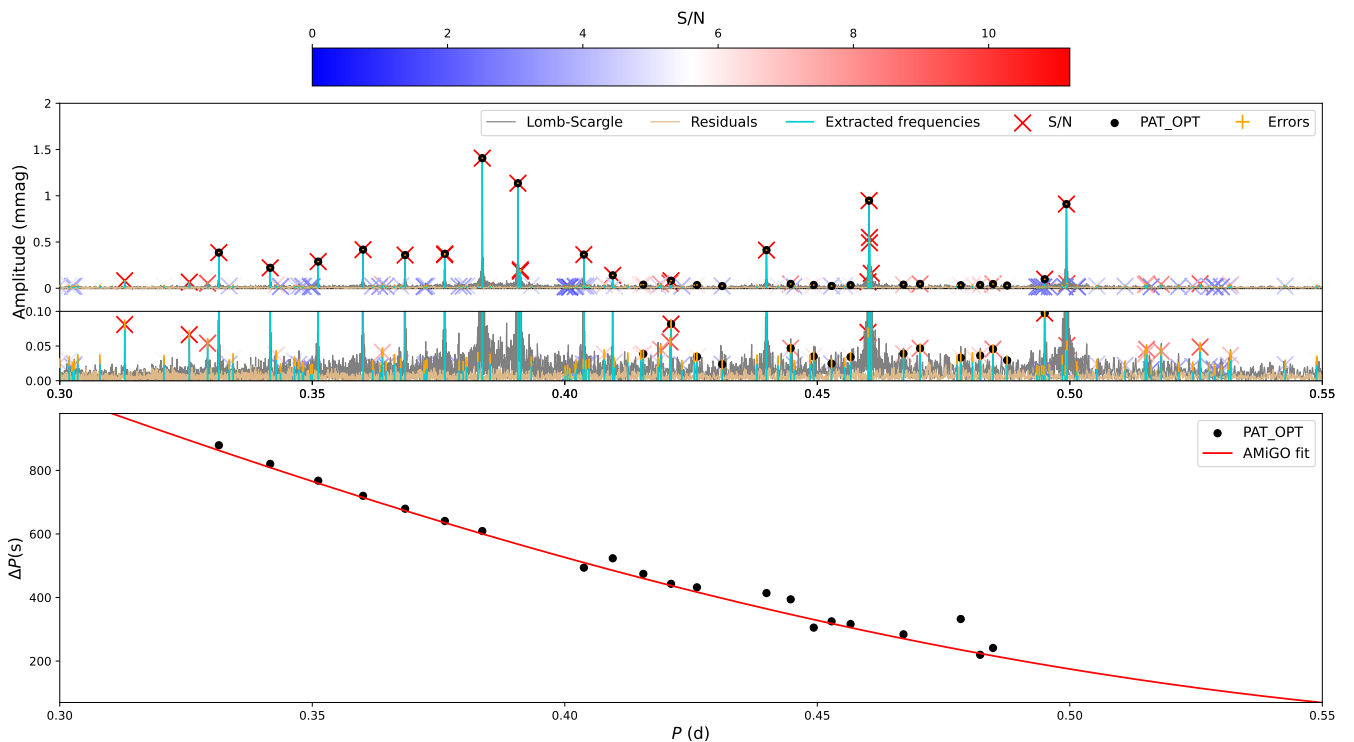 S/N
0 2 4 6 8 10
Lomb-Scargle Residuals Extracted frequencies S/N PAT_OPT Errors
Amplitude (mmag)
2
1.5
1
0.5
0
0.10
0.05
0.00
0.30 0.35 0.40 0.45 0.50 0.55
PAT_OPT
AMiGO fit
ΔP(s)
800
600
400
200
0.30 0.35 0.40 0.45 0.50 0.55
P (d)